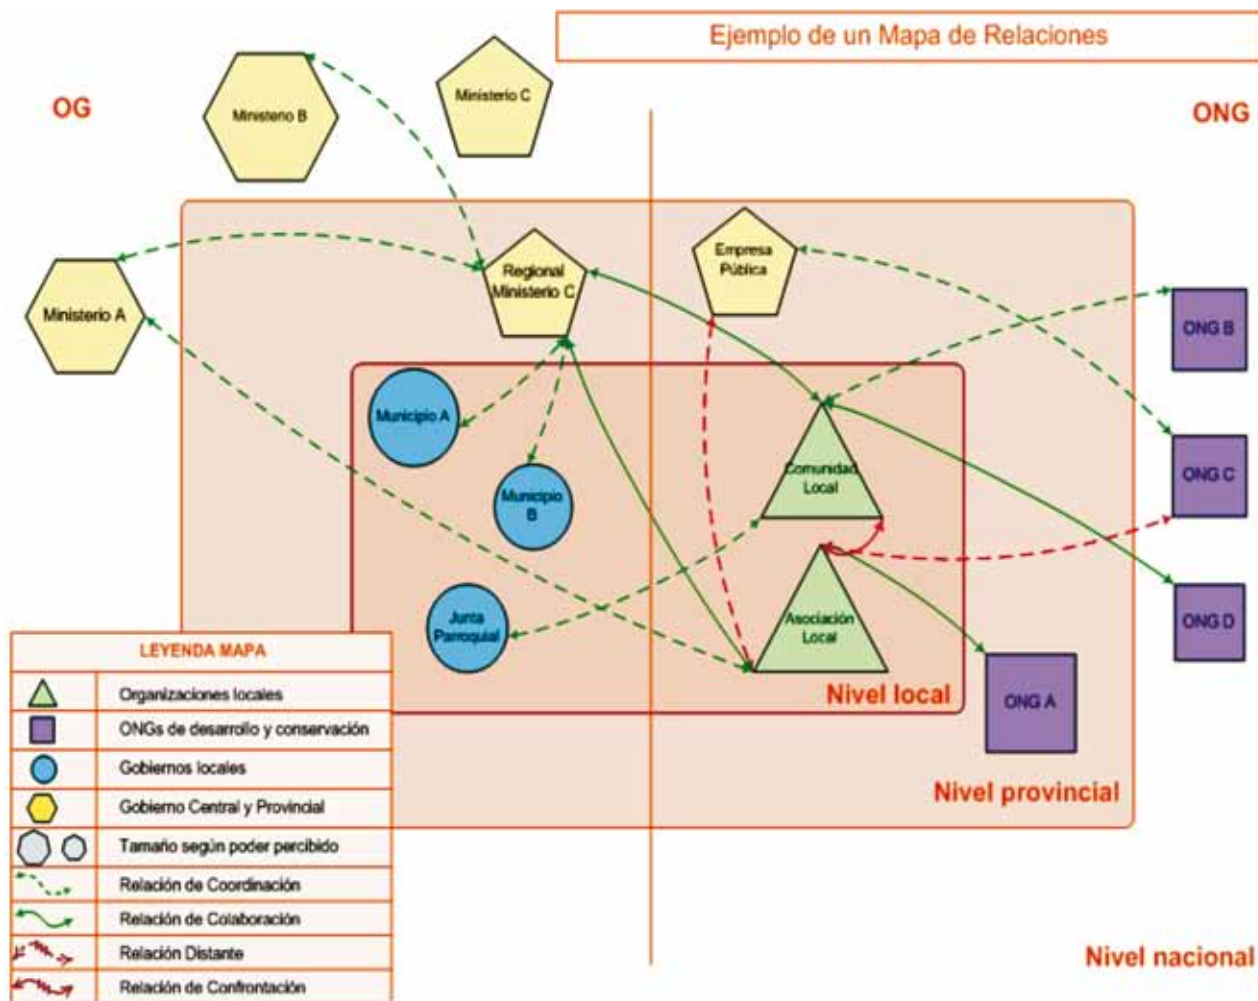 Ejemplo de un Mapa de Relaciones
OG
ONG
Ministerio B
Ministerio C
Ministerio A
Regional
Ministerio C
Empresa
Pública
ONG B
ONG C
ONG D
ONG A
Municipio A
Municipio
B
Junta
Parroquial
Comunidad
Local
Asociación
Local
Nivel local
Nivel provincial
Nivel nacional
LEYENDA MAPA
Organizaciones locales
ONGs de desarrollo y conservación
Gobiernos locales
Gobierno Central y Provincial
Tamaño según poder percibido
Relación de Coordinación
Relación de Colaboración
Relación Distante
Relación de Confrontación